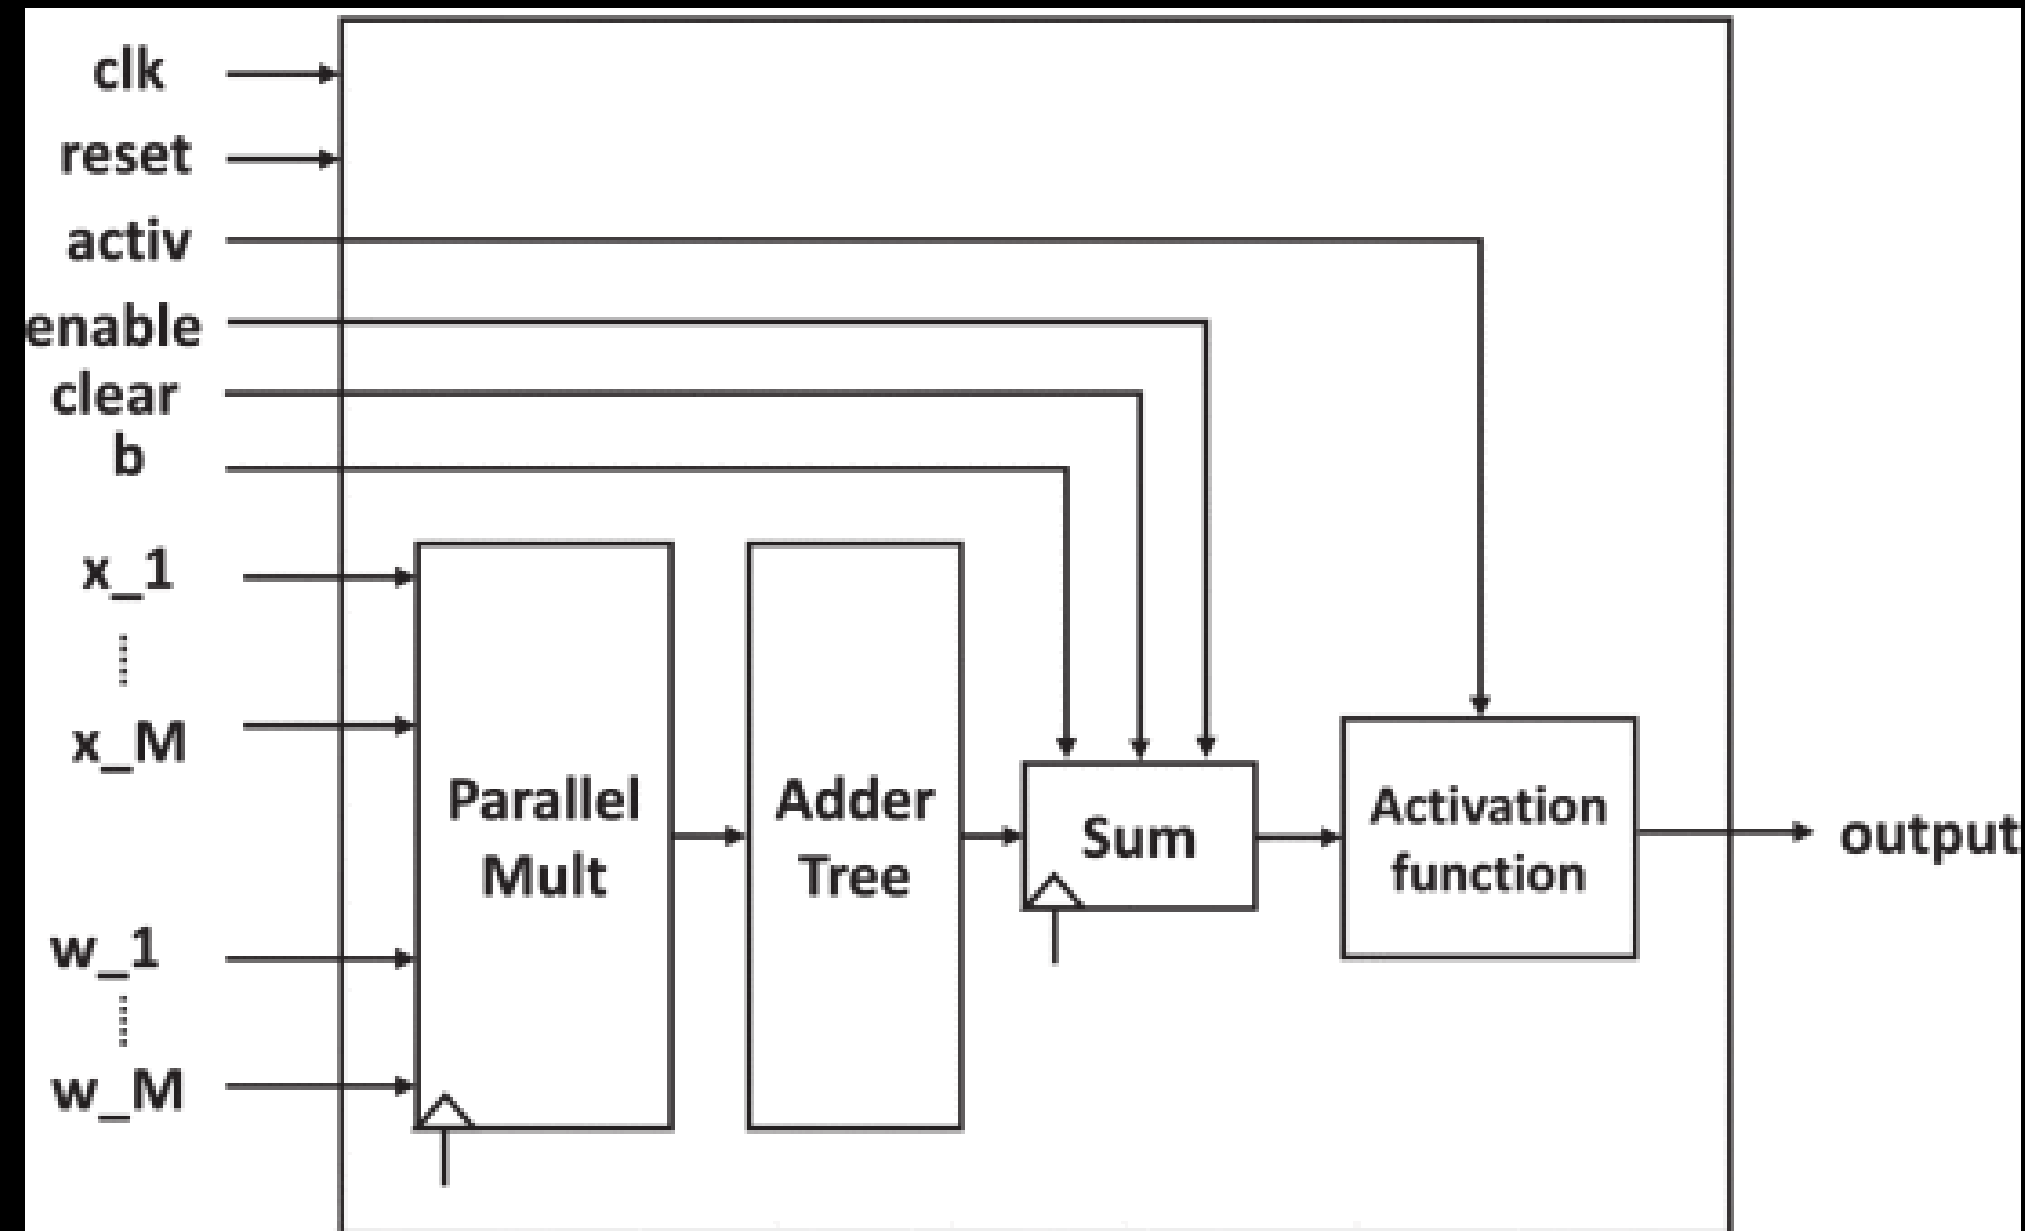 clk
reset
activ
enable
clear
b
x_1
x_M
w_1
w_M
Parallel
Mult
Adder
Tree
Sum
Activation
function
output